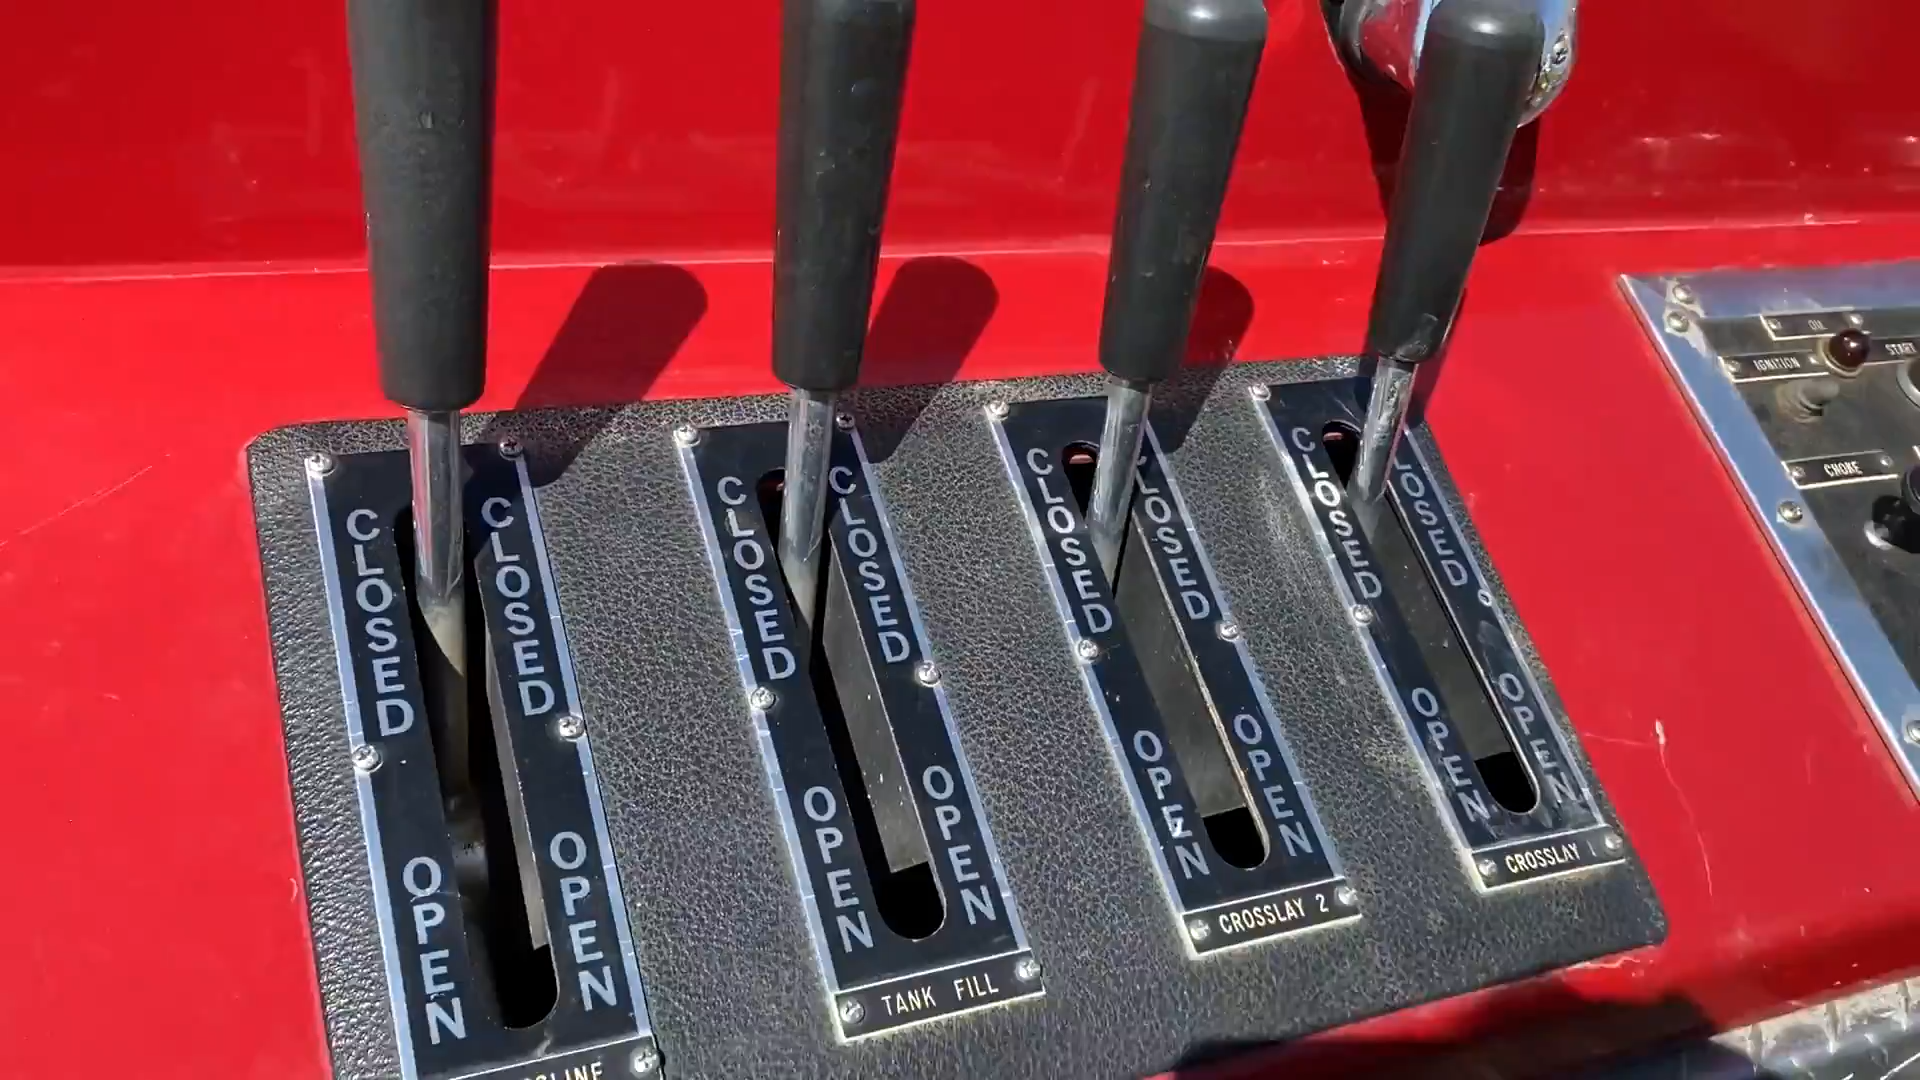 CLOSED
CLOSED
OPEN
OPEN
CLOSED
CLOSED
OPEN
OPEN
TANK FILL
CLOSED
CLOSED
OPEN
OPEN
CROSSLAY 2
CLOSED
CLOSED
OPEN
OPEN
CROSSLAY 1
OIL
IGNITION
START
CHOKE